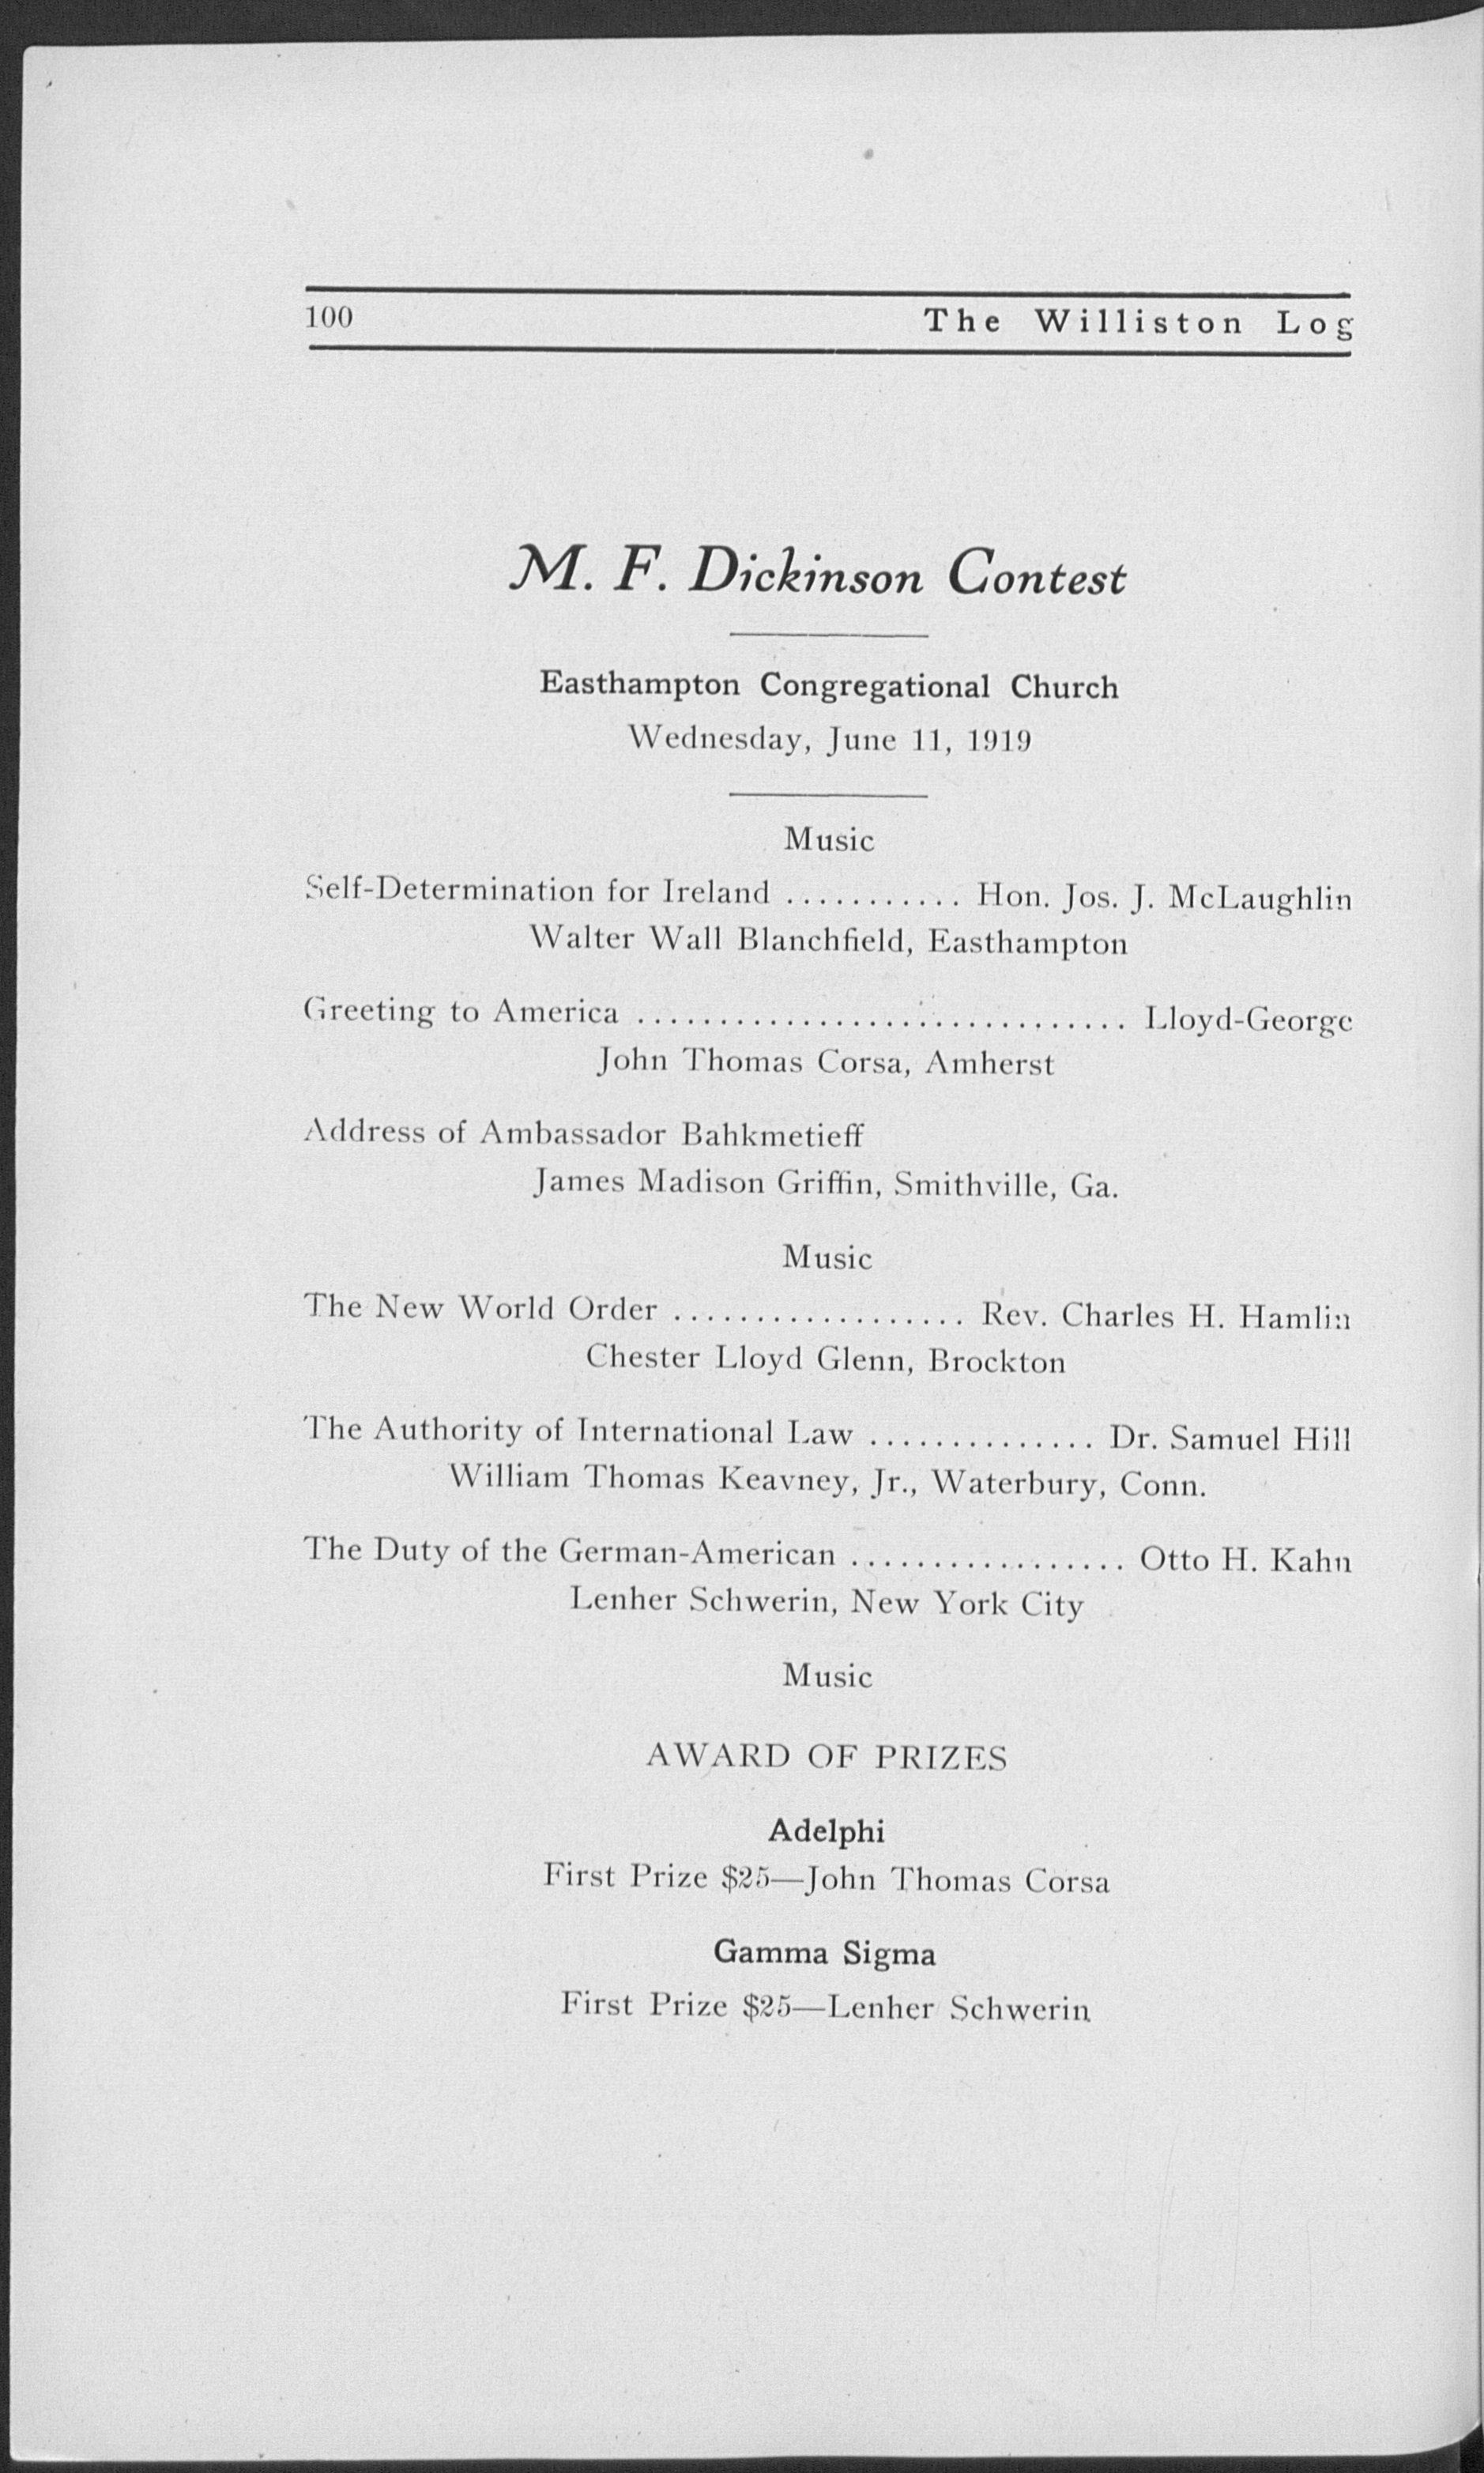 100 The Williston Log
M. F. Dickinson Contest
Easthampton Congregational Church
Wednesday, June 11, 1919
Music
Self-Determination for Ireland ........... Hon. Jos. J. McLaughlin
Walter Wall Blanchfield, Easthampton
Greeting to America .............................. Lloyd-George
John Thomas Corsa, Amherst
Address of Ambassador Bahkmetieff
James Madison Griffin, Smithville, Ga.
Music
The New World Order .................. Rev. Charles H. Hamlin
Chester Lloyd Glenn, Brockton
The Authority of International Law .............. Dr. Samuel Hill
William Thomas Keavney, Jr., Waterbury, Conn.
The Duty of the German-American ................. Otto H. Kahn
Lenher Schwerin, New York City
Music
AWARD OF PRIZES
Adelphi
First Prize $25—John Thomas Corsa
Gamma Sigma
First Prize $25—Lenher Schwerin